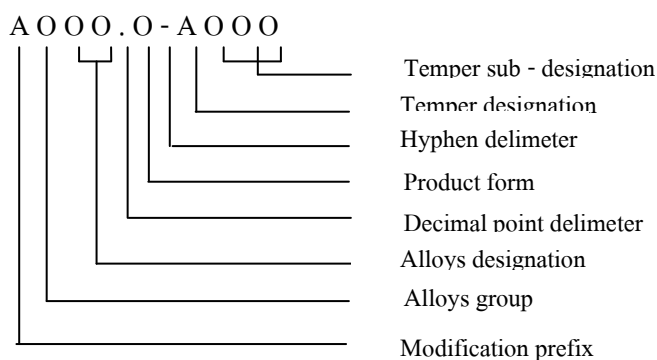 A O O O . O - A O O O
Temper sub - designation
Temper designation
Hyphen delimeter
Product form
Decimal point delimeter
Alloys designation
Alloys group
Modification prefix